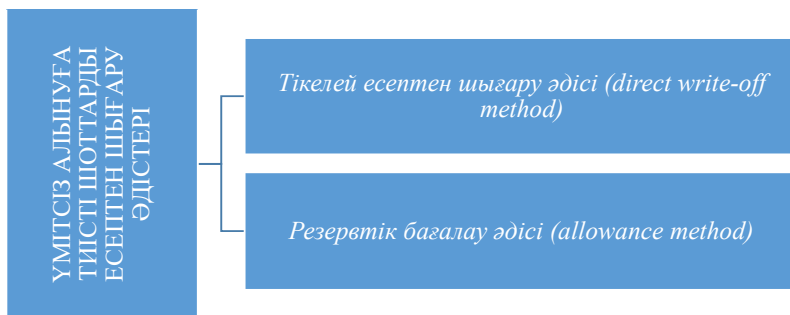 ҮМІТСІЗ АЛЫНУҒА
ТИІСТІ ШОТТАРДЫ
ЕСЕПТЕН ШЫҒАРУ
ӘДІСТЕРІ
Тікелей есептен шығару әдісі (direct write-off
method)
Резервтік бағалау әдісі (allowance method)